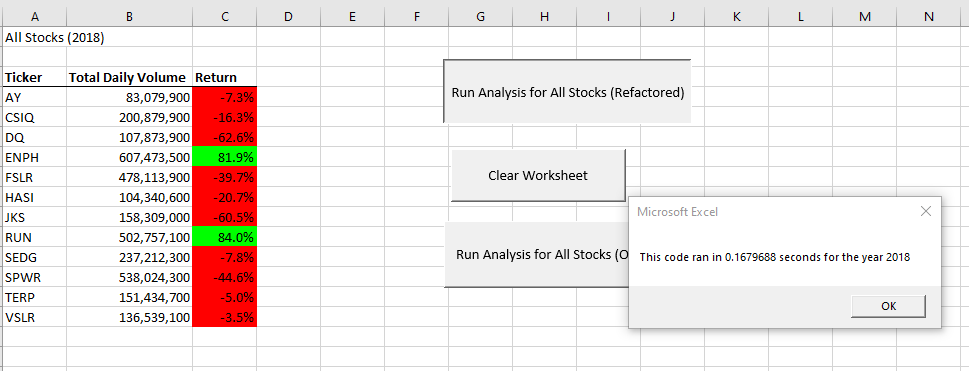 A B C D E F G H I J K L M N
All Stocks (2018)
Ticker Total Daily Volume Return
AY 83,079,900 -7.3%
CSIQ 200,879,900 -16.3%
DQ 107,873,900 -62.6%
ENPH 607,473,500 81.9%
FSLR 478,113,900 -39.7%
HASI 104,340,600 -20.7%
JKS 158,309,000 -60.5%
RUN 502,757,100 84.0%
SEDG 237,212,300 -7.8%
SPWR 538,024,300 -44.6%
TERP 151,434,700 -5.0%
VSLR 136,539,100 -3.5%
Run Analysis for All Stocks (Refactored)
Clear Worksheet
Run Analysis for All Stocks (O
Microsoft Excel
This code ran in 0.1679688 seconds for the year 2018
OK